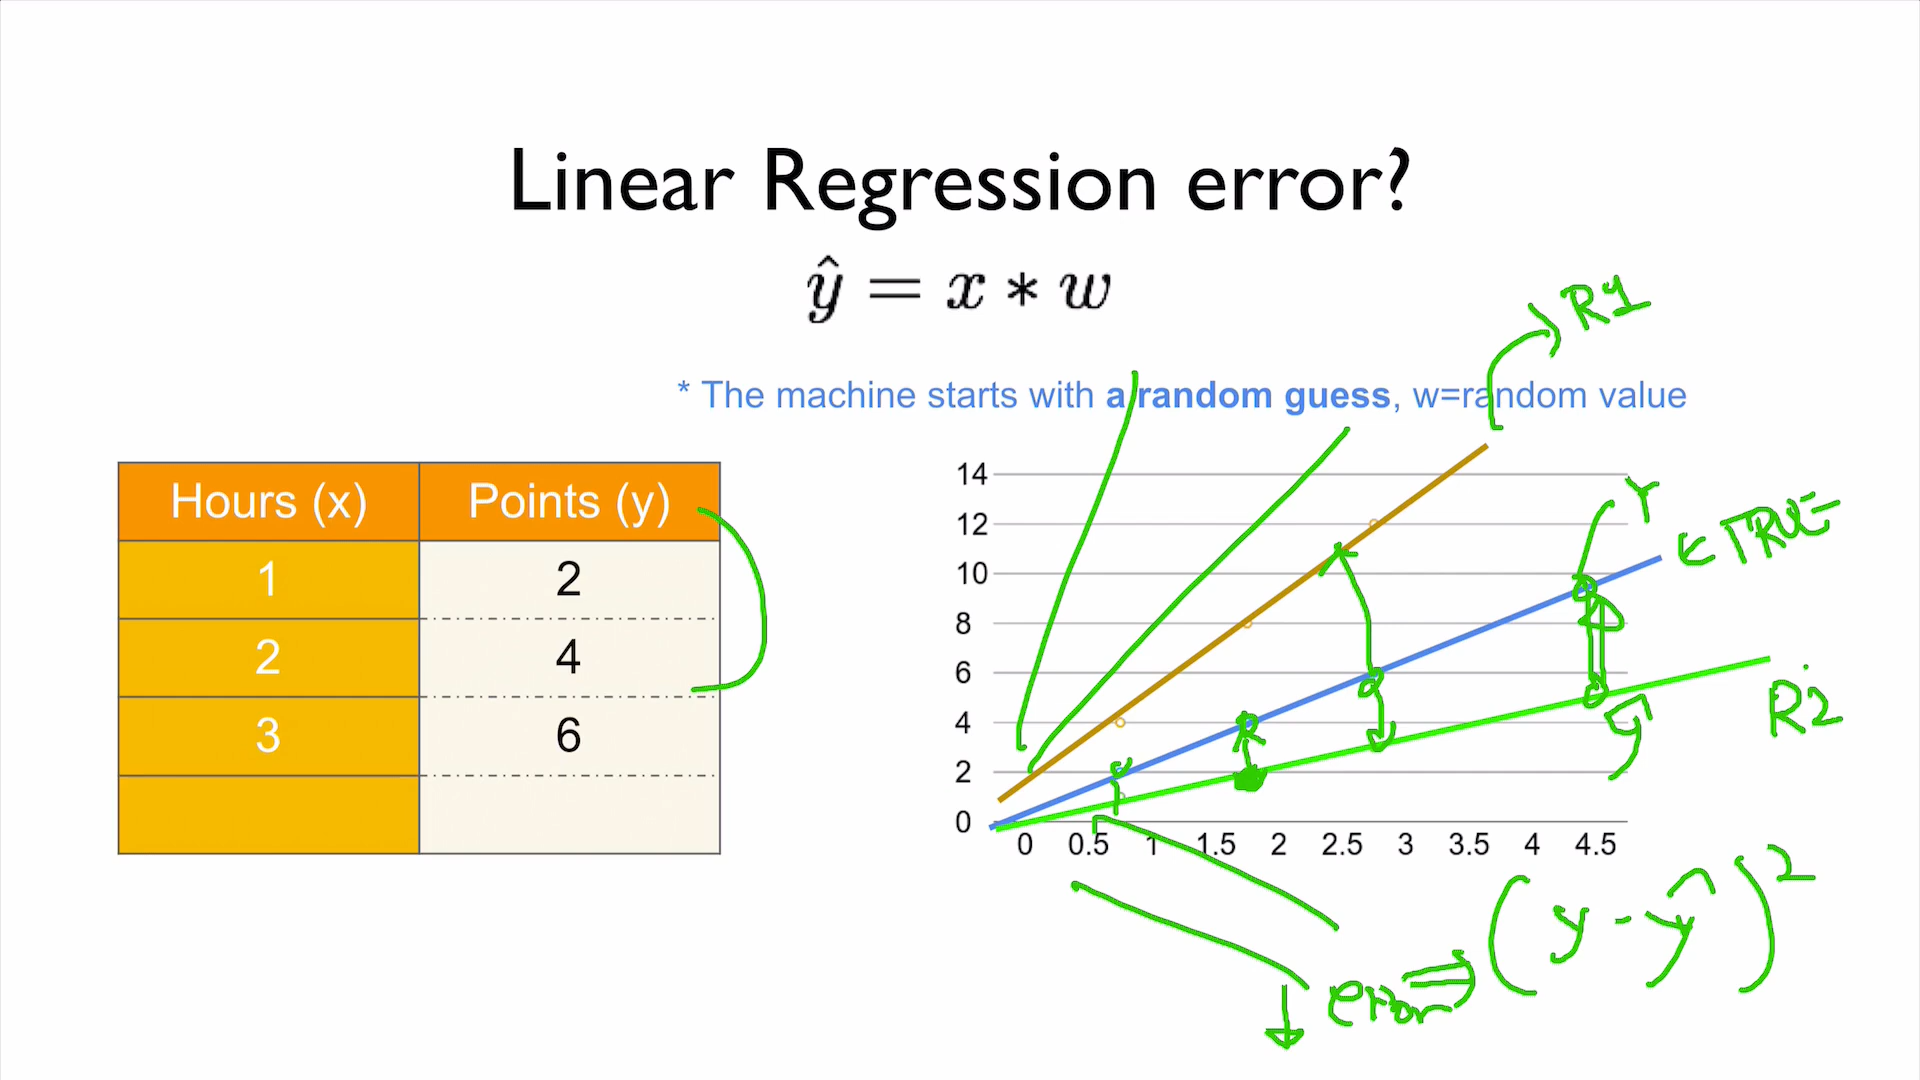 Linear Regression error?
ŷ = x * w
R1
* The machine starts with a random guess, w=random value
Hours (x) Points (y)
1 2
2 4
3 6
14
12
10
8
6
4
2
0
0 0.5 1 1.5 2 2.5 3 3.5 4 4.5
Y
← TRUE
R2
ŷ
↓ error ⇒ (y - ŷ)²